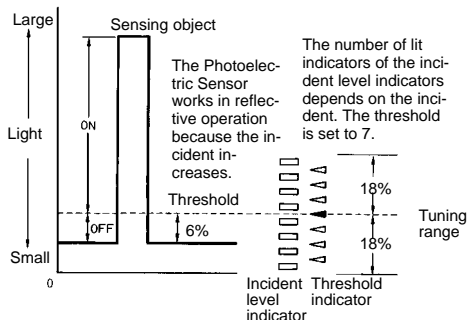 Large
Sensing object
The Photoelec-
tric Sensor
works in reflec-
tive operation
because the in-
cident in-
creases.
The number of lit
indicators of the inci-
dent level indicators
depends on the inci-
dent. The threshold
is set to 7.
ON
Light
Threshold
18%
OFF
6%
Tuning
range
18%
Small
0
Incident
level
indicator
Threshold
indicator